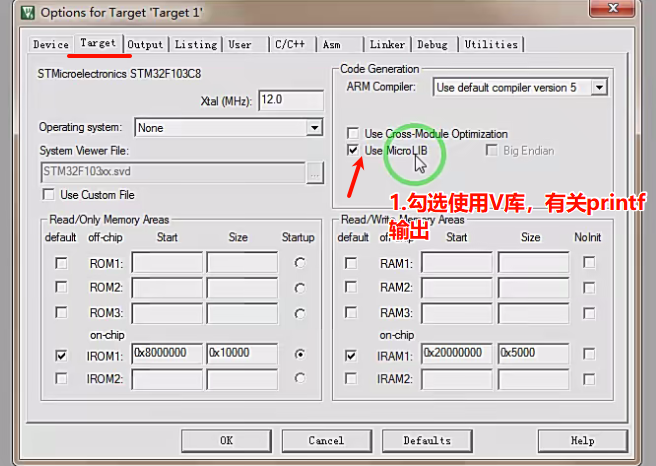 Options for Target 'Target 1'
Device Target Output Listing User C/C++ Asm Linker Debug Utilities
STMicroelectronics STM32F103C8
Xtal (MHz): 12.0
Operating system: None
System Viewer File:
STM32F103xx.svd ...
Use Custom File
Code Generation
ARM Compiler: Use default compiler version 5
Use Cross-Module Optimization
Use MicroLIB Big Endian
1.勾选使用V库，有关printf
输出
Read/Only Memory Areas
default off-chip Start Size Startup
ROM1:
ROM2:
ROM3:
on-chip
IROM1: 0x8000000 0x10000
IROM2:
Read/Write Memory Areas
default off-chip Start Size NoInit
RAM1:
RAM2:
RAM3:
on-chip
IRAM1: 0x20000000 0x5000
IRAM2:
OK Cancel Defaults Help